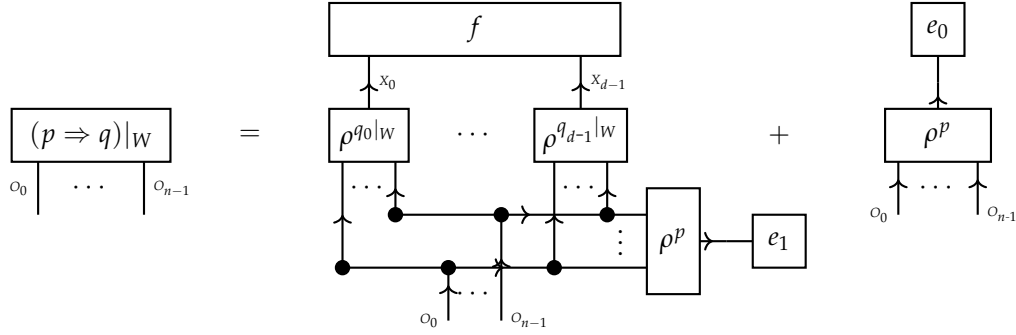 f
e_0
X_0
X_{d-1}
(p ⇒ q)|_W
=
ρ^{q_0|_W}
· · ·
ρ^{q_{d-1}|_W}
+
ρ^p
O_0
· · ·
O_{n-1}
· · ·
· · ·
O_0
· · ·
O_{n-1}
⋮
ρ^p
e_1
· · ·
O_0
O_{n-1}